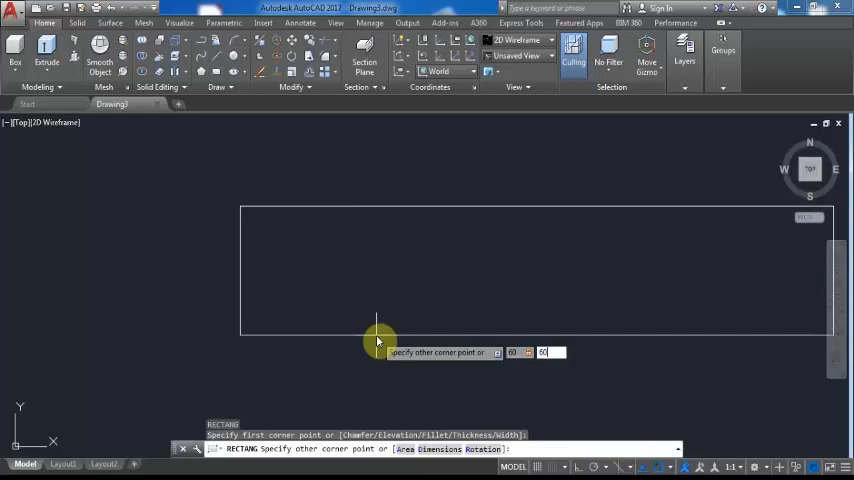 Autodesk AutoCAD 2017 Drawing3.dwg
Type a keyword or phrase
Sign In
Home Solid Surface Mesh Visualize Parametric Insert Annotate View Manage Output Add-ins A360 Express Tools Featured Apps BIM 360 Performance
Box
Extrude
Smooth Object
Section Plane
2D Wireframe
Unsaved View
World
Culling
No Filter
Move Gizmo
Layers
Groups
Modeling Mesh Solid Editing Draw Modify Section Coordinates View Selection
Start Drawing3
[−][Top][2D Wireframe]
N
W TOP E
S
WCS
Specify other corner point or 60 60
Y
X
RECTANG
Specify first corner point or [Chamfer/Elevation/Fillet/Thickness/Width]:
RECTANG Specify other corner point or [Area Dimensions Rotation]:
Model Layout1 Layout2 + MODEL 1:1